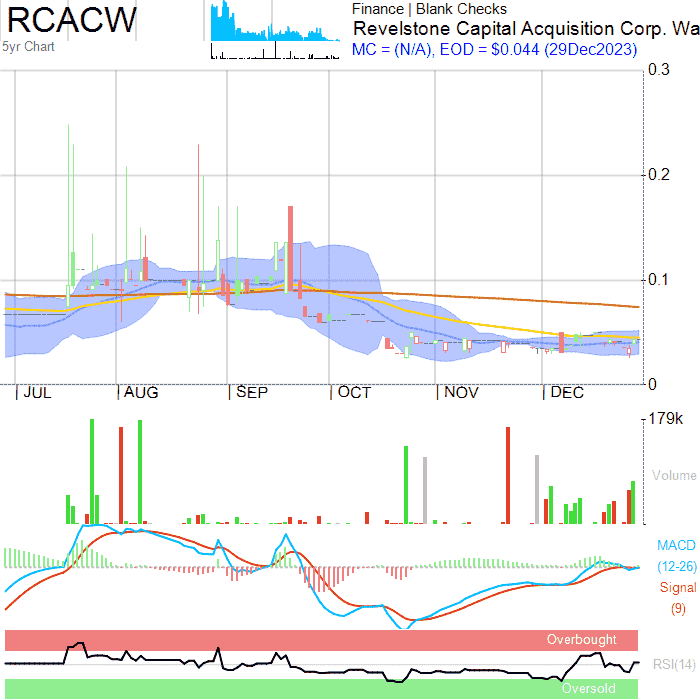 RCACW
5yr Chart
Finance | Blank Checks
Revelstone Capital Acquisition Corp. Wa
MC = (N/A), EOD = $0.044 (29Dec2023)
0.3
0.2
0.1
0
JUL AUG SEP OCT NOV DEC
179k
Volume
MACD
(12-26)
Signal
(9)
Overbought
RSI(14)
Oversold